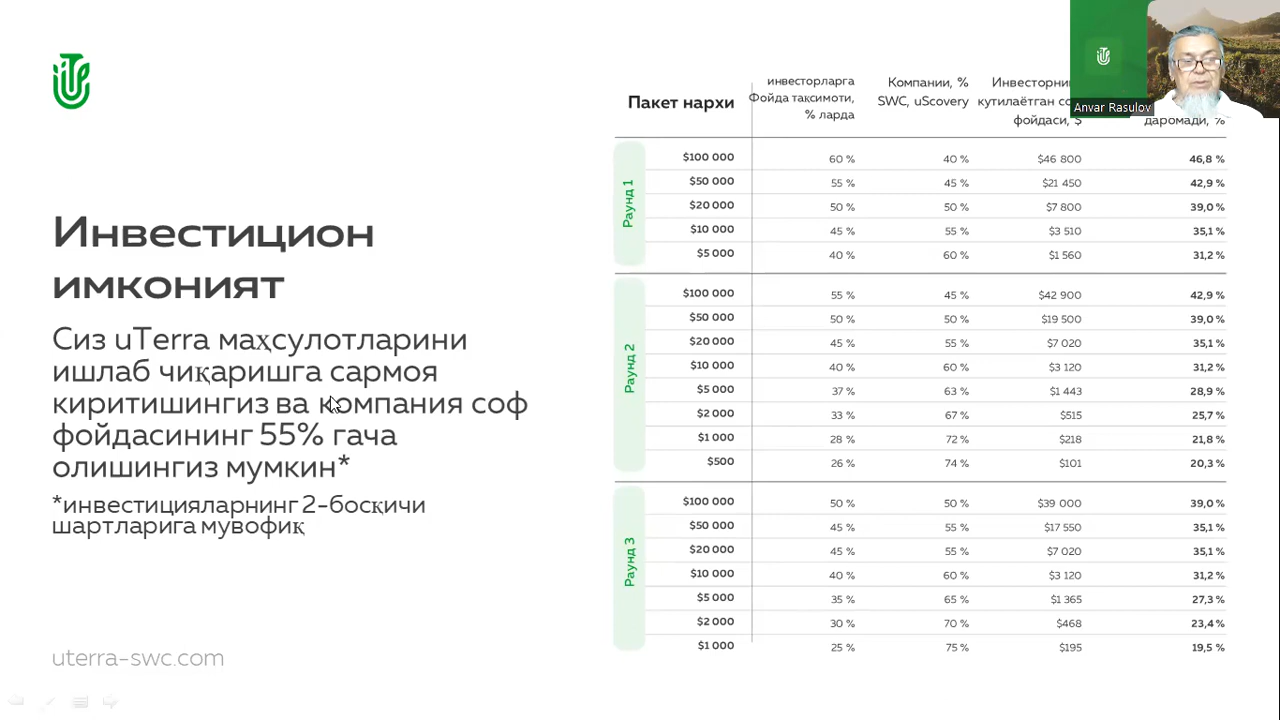 Инвестицион
имконият
Сиз uTerra маҳсулотларини
ишлаб чиқаришга сармоя
киритишингиз ва компания соф
фойдасининг 55% гача
олишингиз мумкин*
*инвестицияларнинг 2-босқичи
шартларига мувофиқ
uterra-swc.com
Пакет нархи
инвесторларга
Фойда тақсимоти,
% ларда
Компании, %
SWC, uScovery
кутилаётган
фойдаси, $
даромади, %
Anvar Rasulov
Раунд 1
$100 000 60 % 40 % $46 800 46,8 %
$50 000 55 % 45 % $21 450 42,9 %
$20 000 50 % 50 % $7 800 39,0 %
$10 000 45 % 55 % $3 510 35,1 %
$5 000 40 % 60 % $1 560 31,2 %
Раунд 2
$100 000 55 % 45 % $42 900 42,9 %
$50 000 50 % 50 % $19 500 39,0 %
$20 000 45 % 55 % $7 020 35,1 %
$10 000 40 % 60 % $3 120 31,2 %
$5 000 37 % 63 % $1 443 28,9 %
$2 000 33 % 67 % $515 25,7 %
$1 000 28 % 72 % $218 21,8 %
$500 26 % 74 % $101 20,3 %
Раунд 3
$100 000 50 % 50 % $39 000 39,0 %
$50 000 45 % 55 % $17 550 35,1 %
$20 000 45 % 55 % $7 020 35,1 %
$10 000 40 % 60 % $3 120 31,2 %
$5 000 35 % 65 % $1 365 27,3 %
$2 000 30 % 70 % $468 23,4 %
$1 000 25 % 75 % $195 19,5 %